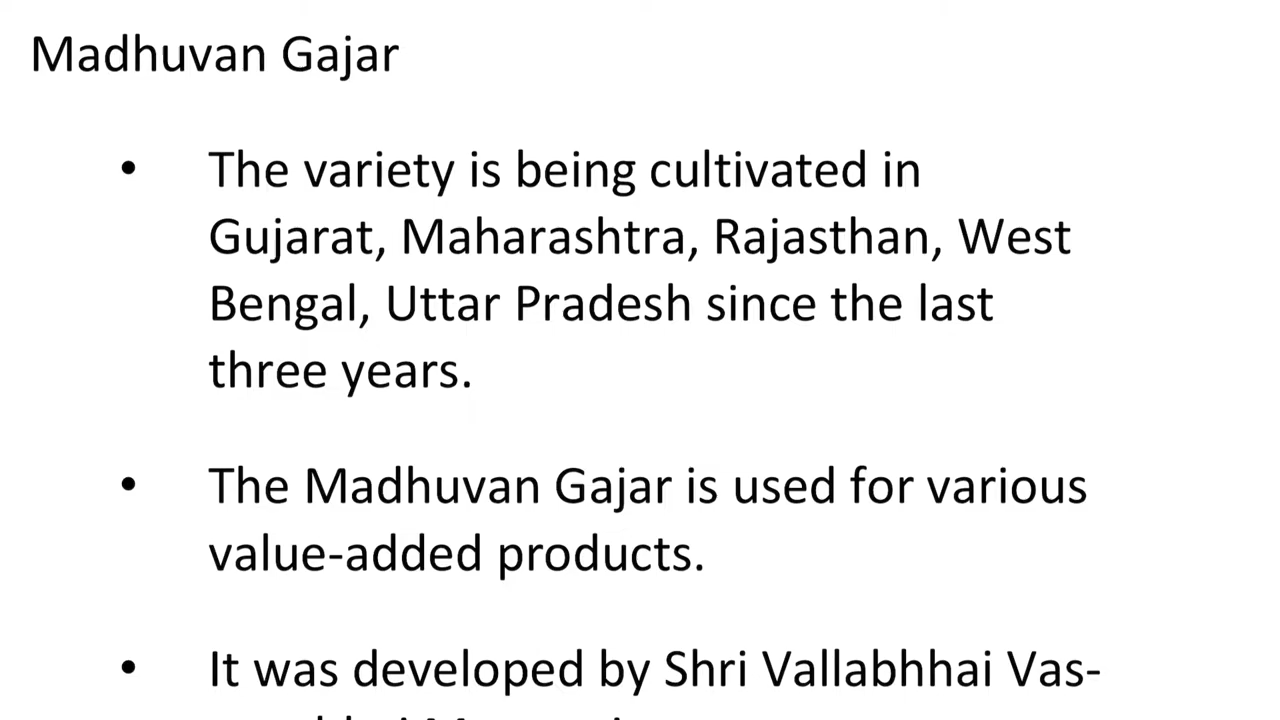 Madhuvan Gajar
• The variety is being cultivated in
Gujarat, Maharashtra, Rajasthan, West
Bengal, Uttar Pradesh since the last
three years.
• The Madhuvan Gajar is used for various
value-added products.
• It was developed by Shri Vallabhhai Vas-